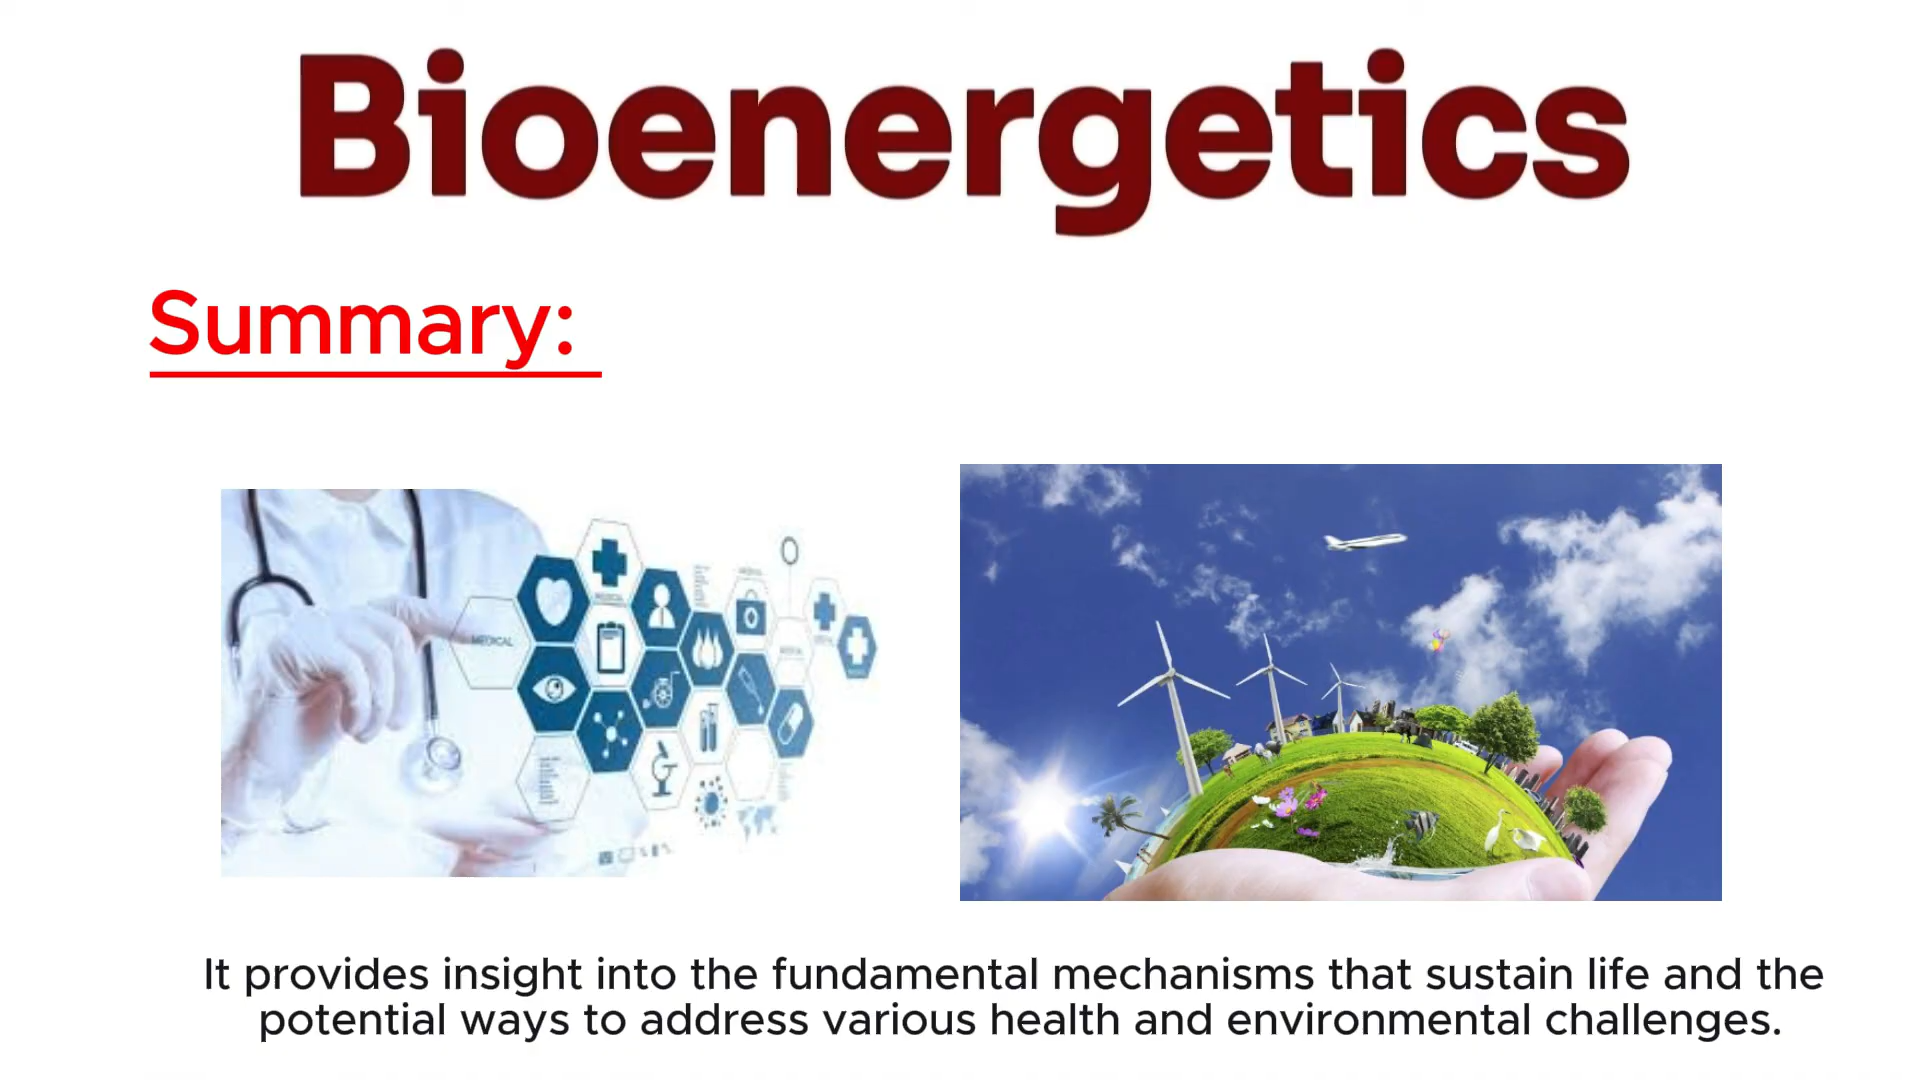 Bioenergetics
Summary:
MEDICAL
It provides insight into the fundamental mechanisms that sustain life and the
potential ways to address various health and environmental challenges.